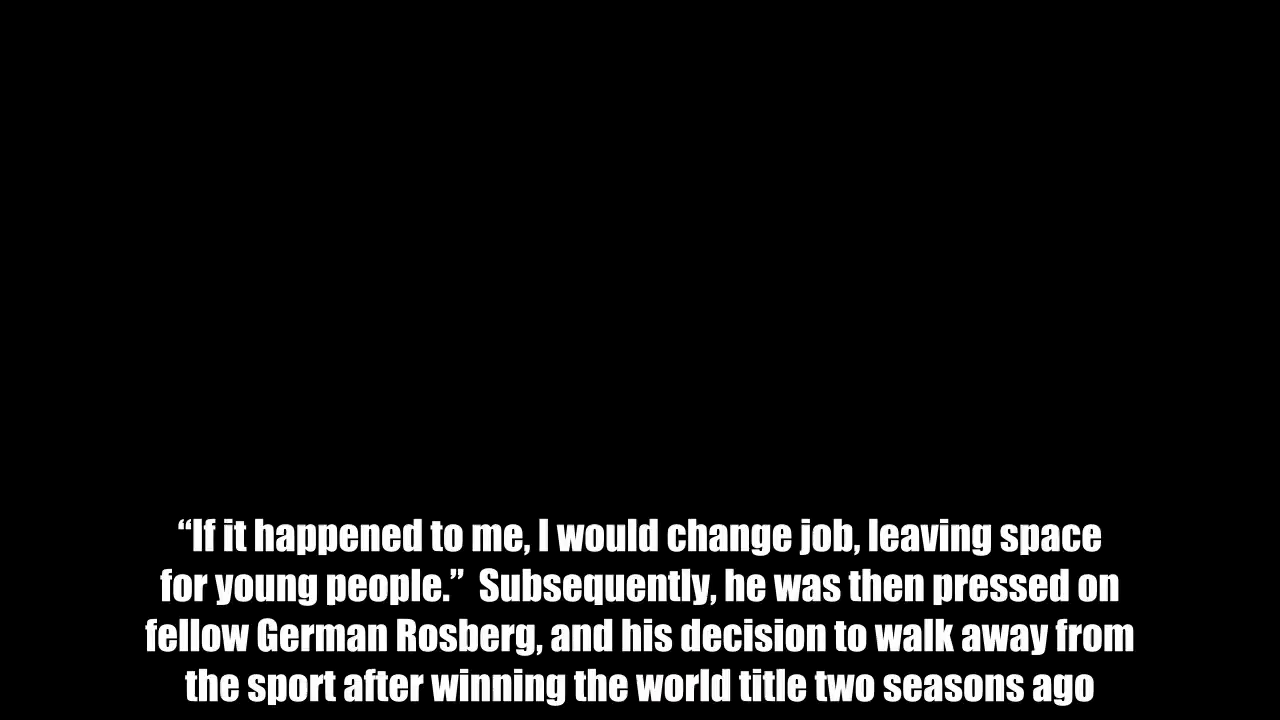 “If it happened to me, I would change job, leaving space
for young people.”  Subsequently, he was then pressed on
fellow German Rosberg, and his decision to walk away from
the sport after winning the world title two seasons ago